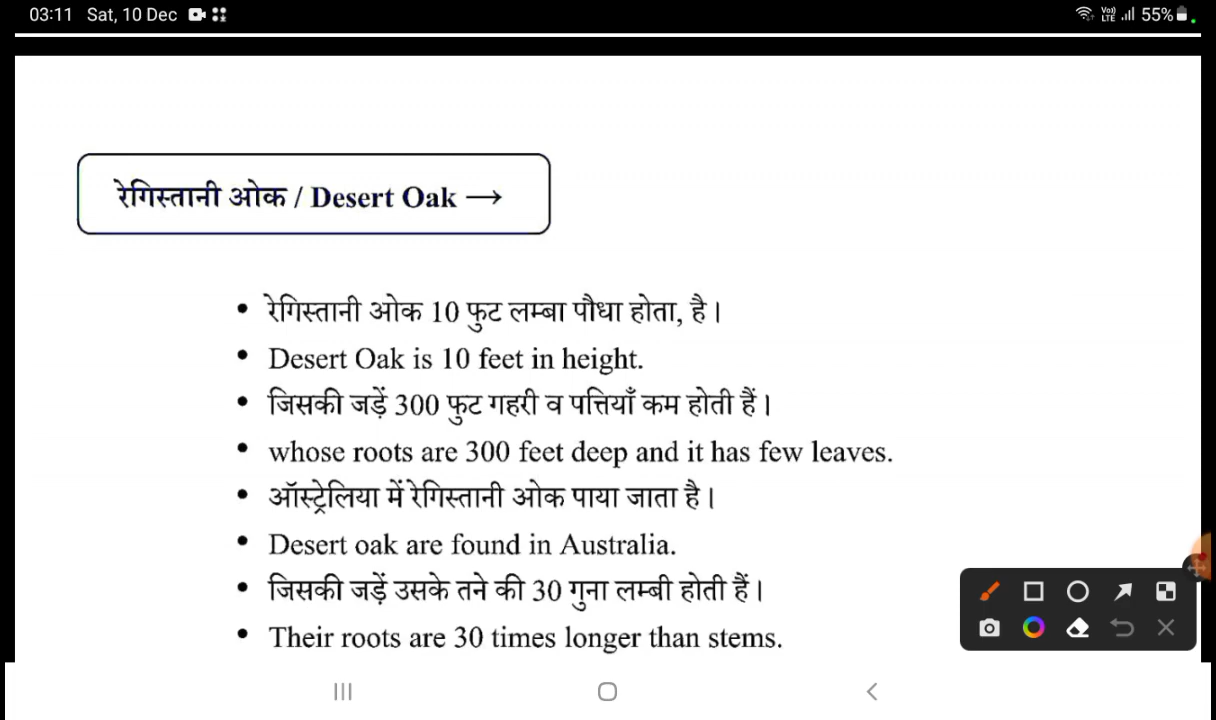 03:11 Sat, 10 Dec VoLTE 55%
रेगिस्तानी ओक / Desert Oak →
• रेगिस्तानी ओक 10 फुट लम्बा पौधा होता, है।
• Desert Oak is 10 feet in height.
• जिसकी जड़ें 300 फुट गहरी व पत्तियाँ कम होती हैं।
• whose roots are 300 feet deep and it has few leaves.
• ऑस्ट्रेलिया में रेगिस्तानी ओक पाया जाता है।
• Desert oak are found in Australia.
• जिसकी जड़ें उसके तने की 30 गुना लम्बी होती हैं।
• Their roots are 30 times longer than stems.